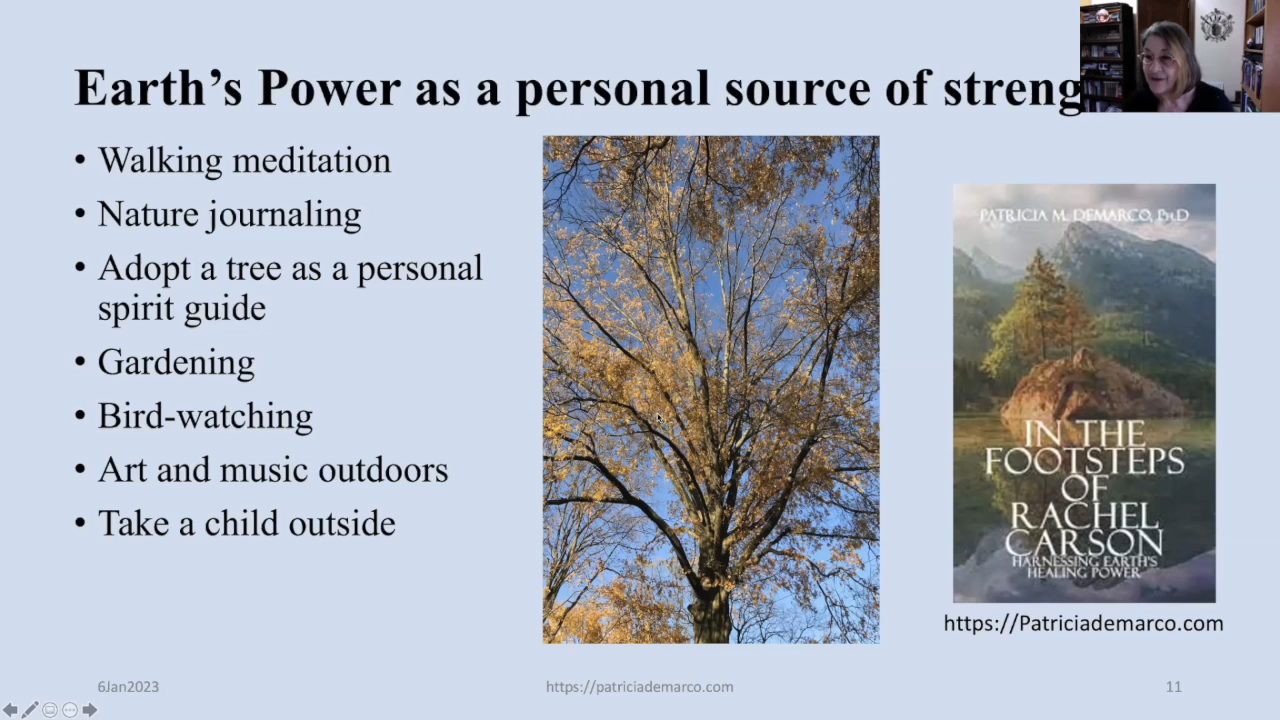 Earth’s Power as a personal source of streng
• Walking meditation
• Nature journaling
• Adopt a tree as a personal
spirit guide
• Gardening
• Bird-watching
• Art and music outdoors
• Take a child outside
PATRICIA M. DEMARCO, PhD
IN THE
FOOTSTEPS
OF
RACHEL
CARSON
HARNESSING EARTH'S
HEALING POWER
https://Patriciademarco.com
6Jan2023
https://patriciademarco.com
11